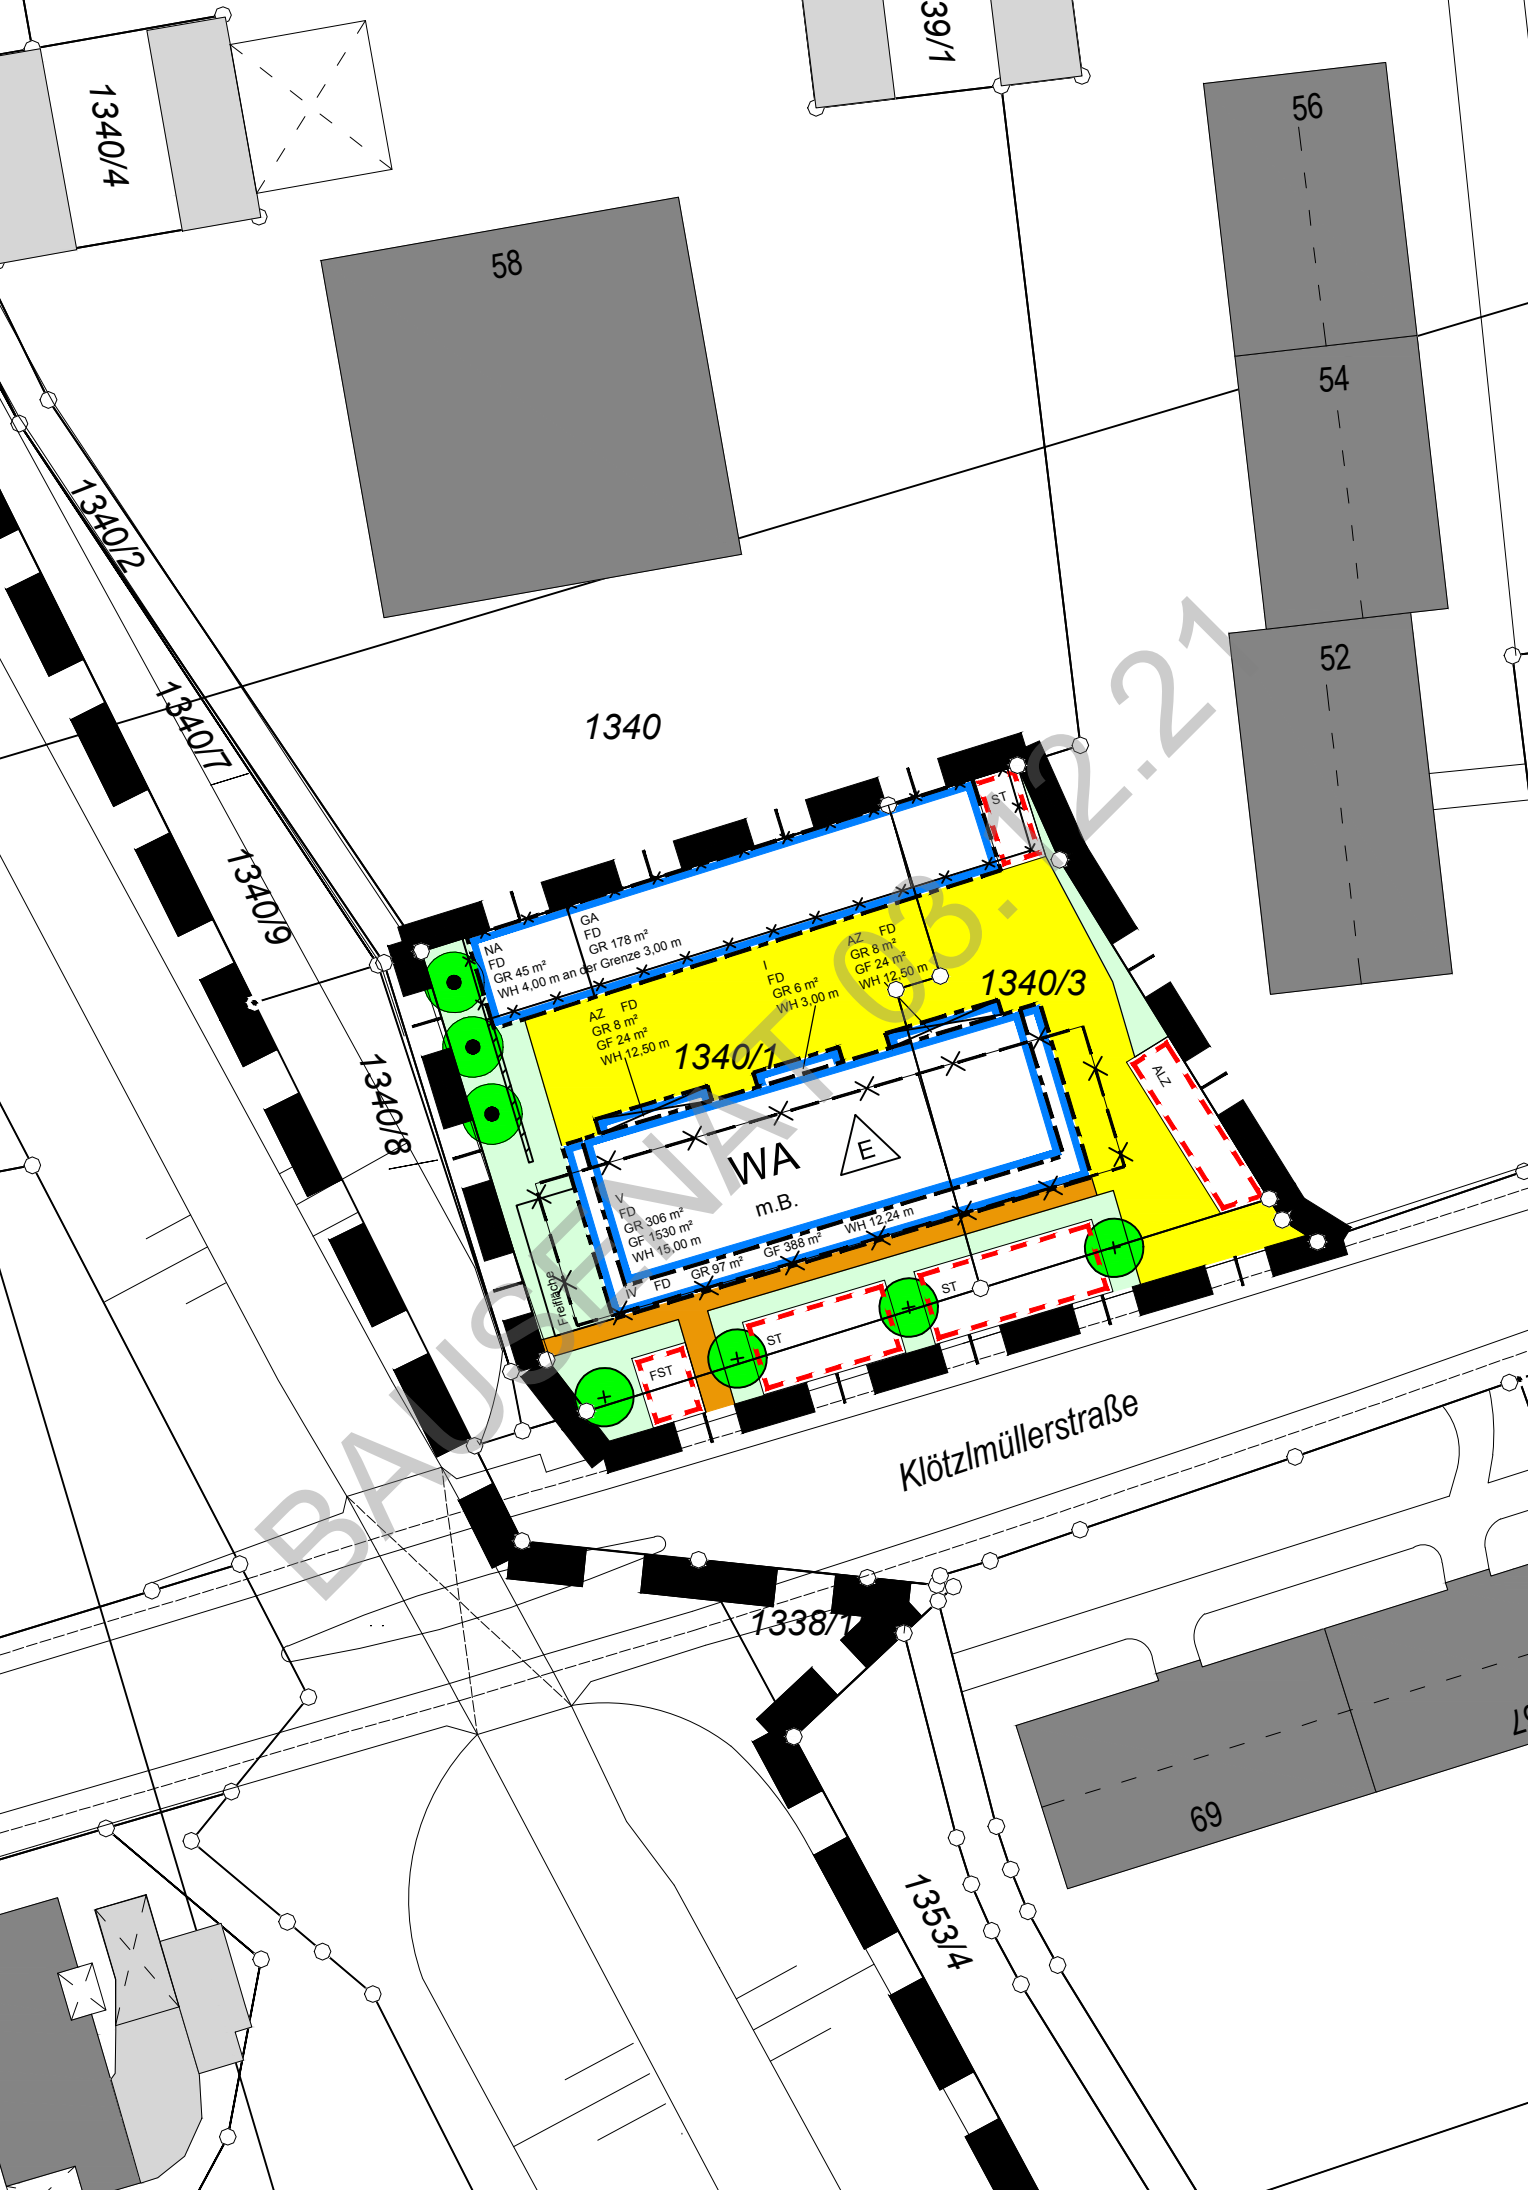 1340/4
39/1
56
58
54
52
1340/2
1340/7
1340
1340/9
1340/8
ST
GA
FD
GR 178 m²
NA
FD
GR 45 m²
WH 4,00 m an der Grenze 3,00 m
AZ FD
GR 8 m²
GF 24 m²
WH 12,50 m
I
FD
GR 6 m²
WH 3,00 m
AZ FD
GR 8 m²
GF 24 m²
WH 12,50 m
1340/3
1340/1
ALZ
WA
E
m.B.
V
FD
GR 306 m²
GF 1530 m²
WH 15,00 m
IV FD GR 97 m² GF 388 m² WH 12,24 m
Freifläche
ST
ST
FST
Klötzlmüllerstraße
BAUSENAT 03.12.21
1338/1
69
1353/4